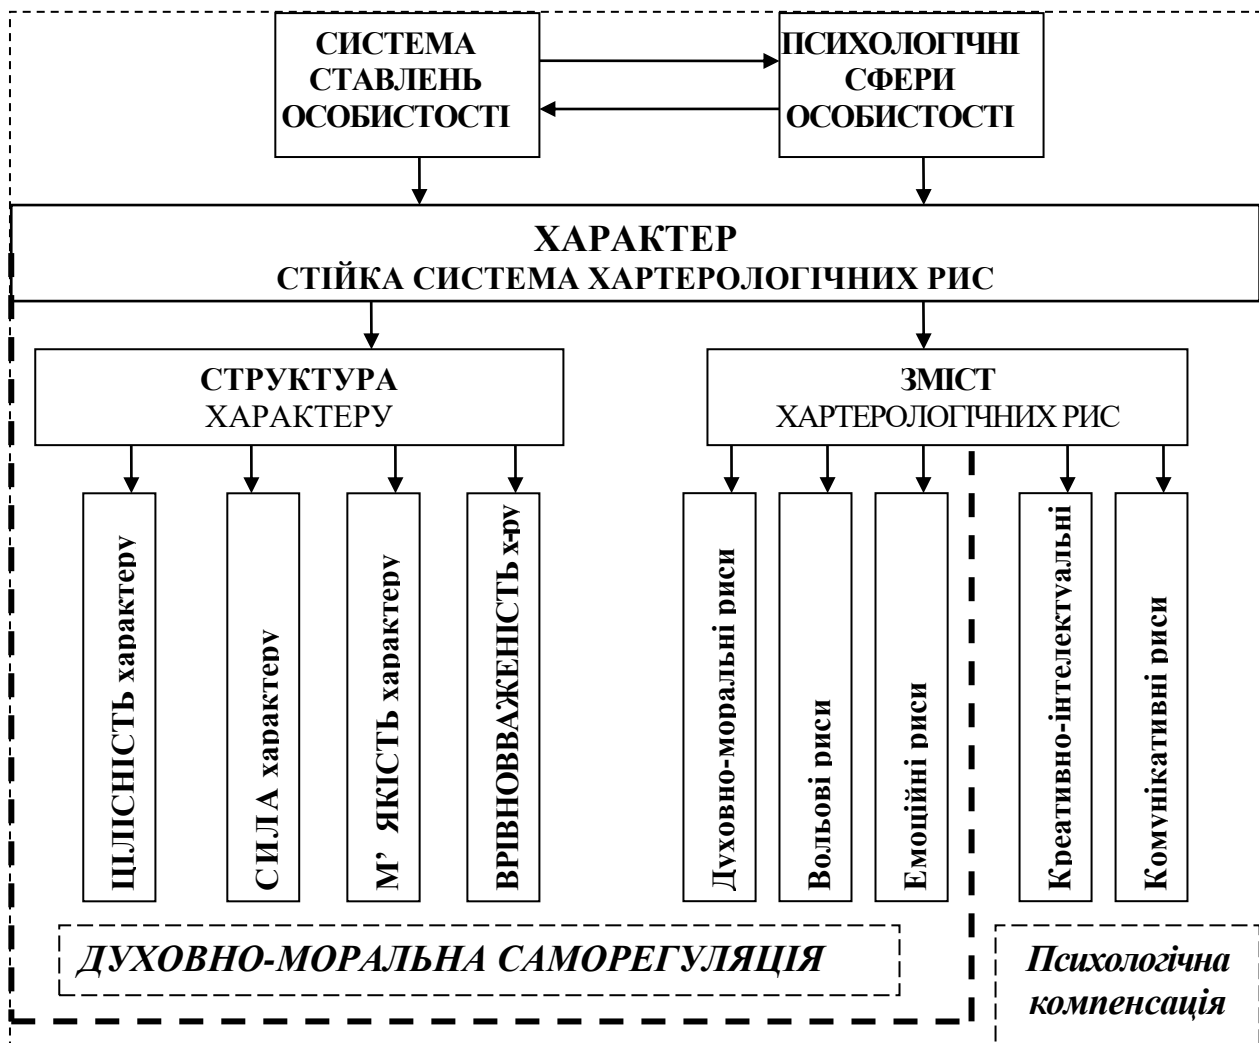 СИСТЕМА
СТАВЛЕНЬ
ОСОБИСТОСТІ
ПСИХОЛОГІЧНІ
СФЕРИ
ОСОБИСТОСТІ
ХАРАКТЕР
СТІЙКА СИСТЕМА ХАРТЕРОЛОГІЧНИХ РИС
СТРУКТУРА
ХАРАКТЕРУ
ЗМІСТ
ХАРТЕРОЛОГІЧНИХ РИС
ЦІЛІСНІСТЬ характеру
СИЛА характеру
М’ ЯКІСТЬ характеру
ВРІВНОВВАЖЕНІСТЬ х-ру
Духовно-моральні риси
Вольові риси
Емоційні риси
Креативно-інтелектуальні
Комунікативні риси
ДУХОВНО-МОРАЛЬНА САМОРЕГУЛЯЦІЯ
Психологічна
компенсація